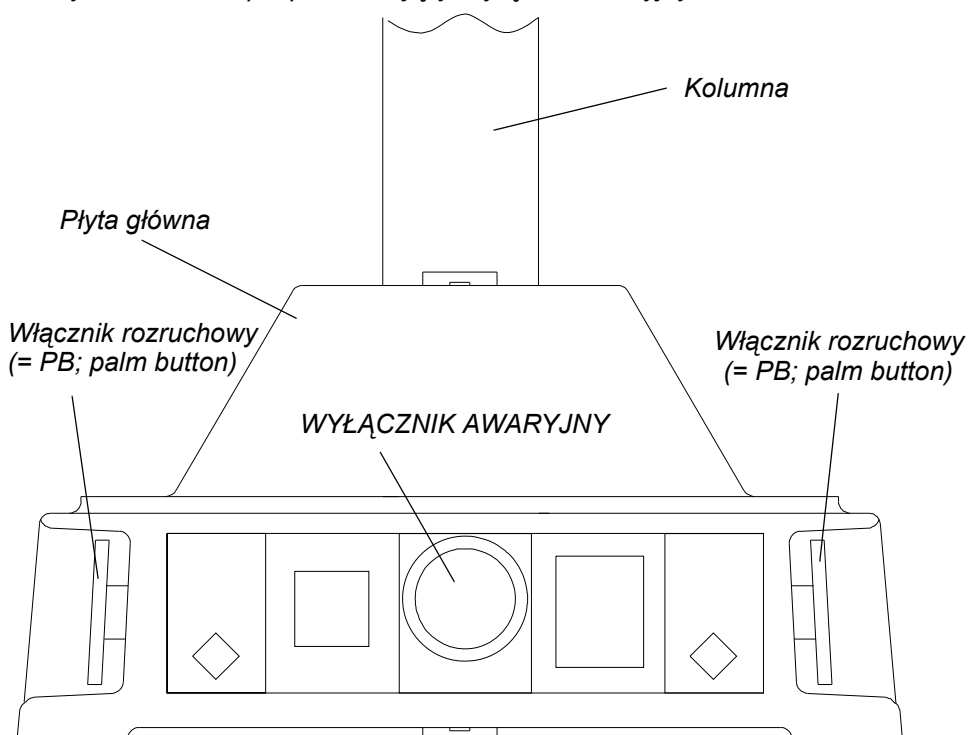 Kolumna
Płyta główna
Włącznik rozruchowy
(= PB; palm button)
Włącznik rozruchowy
(= PB; palm button)
WYŁĄCZNIK AWARYJNY